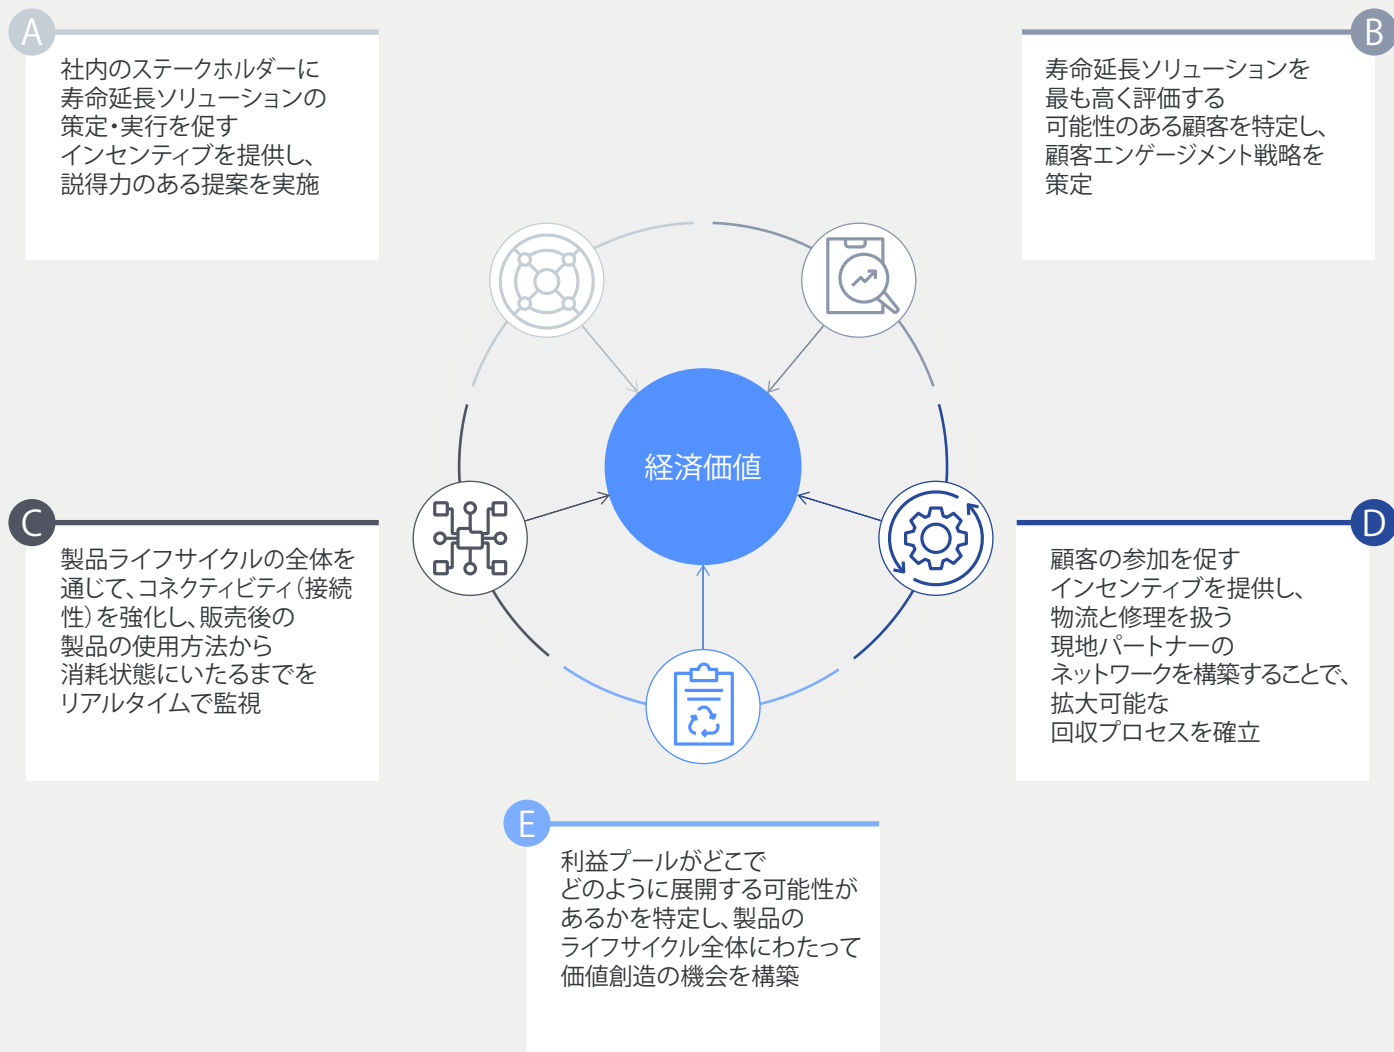 A
社内のステークホルダーに
寿命延長ソリューションの
策定・実行を促す
インセンティブを提供し、
説得力のある提案を実施
B
寿命延長ソリューションを
最も高く評価する
可能性のある顧客を特定し、
顧客エンゲージメント戦略を
策定
経済価値
C
製品ライフサイクルの全体を
通じて、コネクティビティ(接続
性)を強化し、販売後の
製品の使用方法から
消耗状態にいたるまでを
リアルタイムで監視
D
顧客の参加を促す
インセンティブを提供し、
物流と修理を扱う
現地パートナーの
ネットワークを構築することで、
拡大可能な
回収プロセスを確立
E
利益プールがどこで
どのように展開する可能性が
あるかを特定し、製品の
ライフサイクル全体にわたって
価値創造の機会を構築